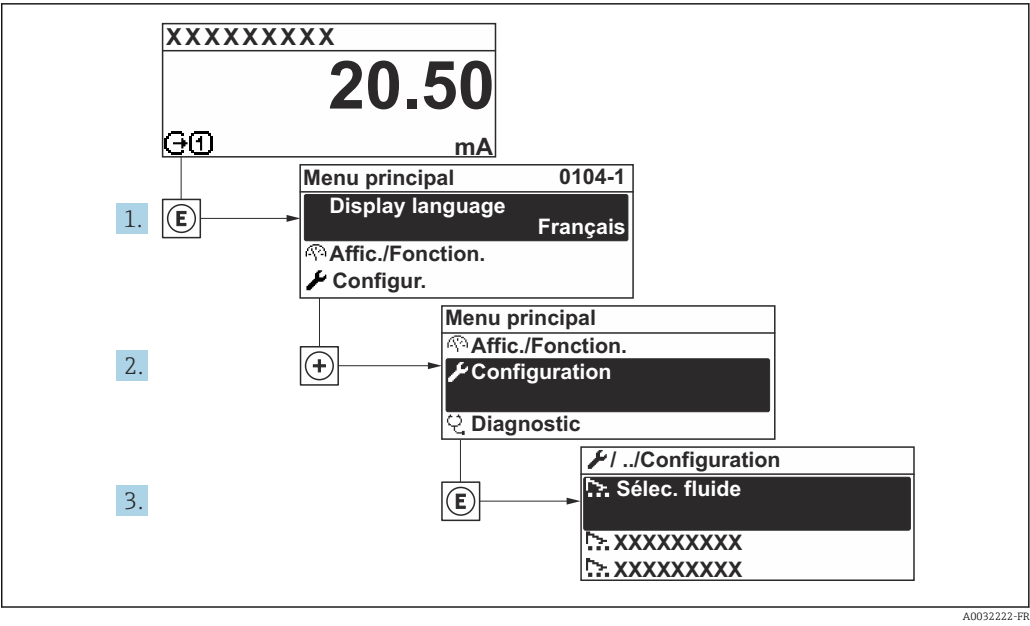 XXXXXXXXX
20.50
1
mA
Menu principal 0104-1
1. E Display language
Français
Affic./Fonction.
Configur.
Menu principal
2. + Affic./Fonction.
Configuration
Diagnostic
/ ../Configuration
3. E Sélec. fluide
XXXXXXXXX
XXXXXXXXX
A0032222-FR